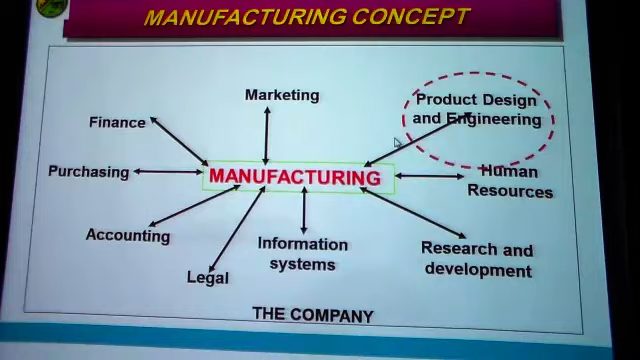 MANUFACTURING CONCEPT
Marketing
Product Design
and Engineering
Finance
Purchasing
MANUFACTURING
Human
Resources
Accounting
Information
systems
Research and
development
Legal
THE COMPANY